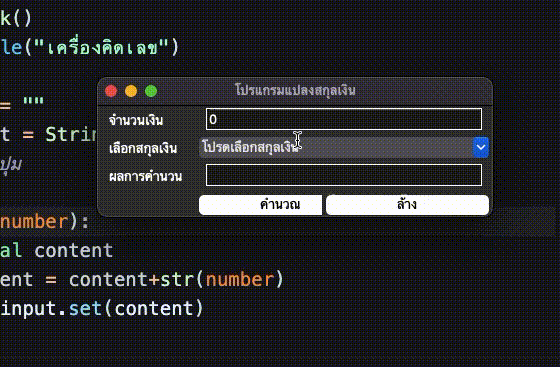 k()
le("เครื่องคิดเลข")
= ""
t = Strin
ปุ่ม
number):
al content
ent = content+str(number)
input.set(content)
โปรแกรมแปลงสกุลเงิน
จำนวนเงิน
0
เลือกสกุลเงิน
โปรดเลือกสกุลเงิน
ผลการคำนวน
คำนวณ
ล้าง